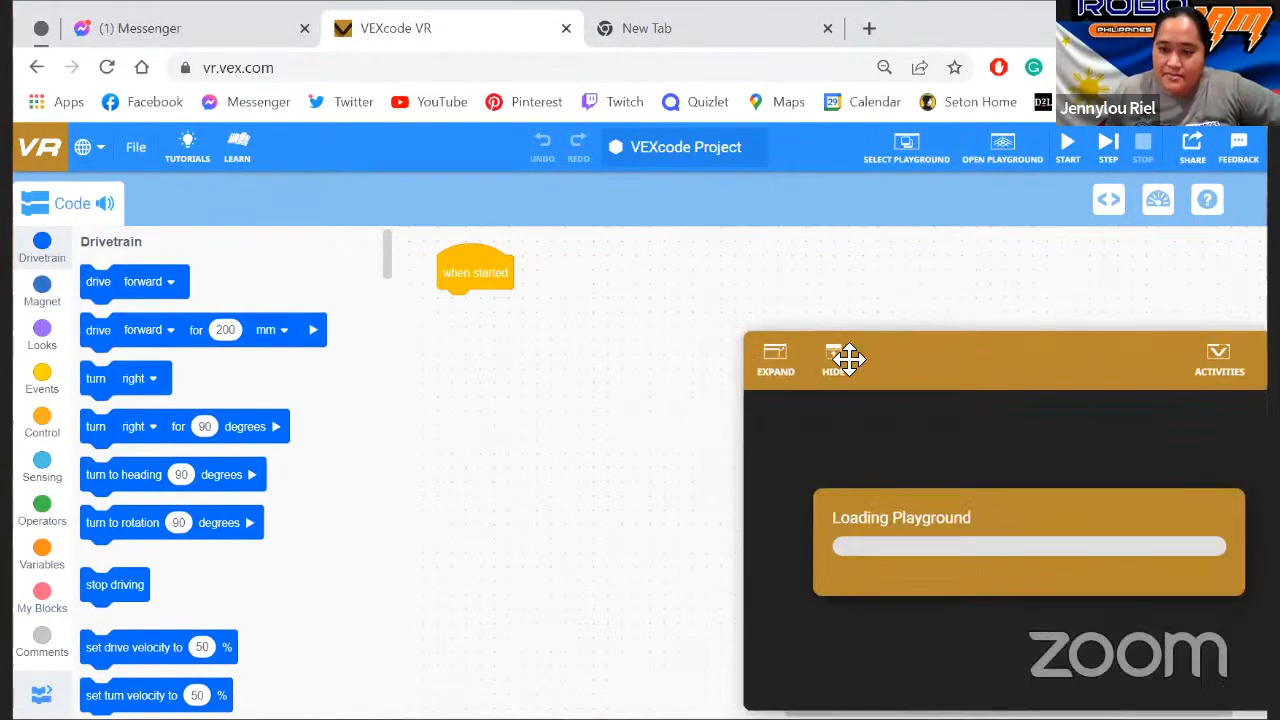 (1) Messenger
VEXcode VR
New Tab
vr.vex.com
Apps
Facebook
Messenger
Twitter
YouTube
Pinterest
Twitch
Quizlet
Maps
Calendar
Seton Home
D2L
ROBO
PHILIPPINES
Jennylou Riel
VR
File
TUTORIALS
LEARN
UNDO
REDO
VEXcode Project
SELECT PLAYGROUND
OPEN PLAYGROUND
START
STEP
STOP
SHARE
FEEDBACK
Code
Drivetrain
Magnet
Looks
Events
Control
Sensing
Operators
Variables
My Blocks
Comments
Drivetrain
drive forward
drive forward for 200 mm
turn right
turn right for 90 degrees
turn to heading 90 degrees
turn to rotation 90 degrees
stop driving
set drive velocity to 50 %
set turn velocity to 50 %
when started
EXPAND
ACTIVITIES
Loading Playground
zoom